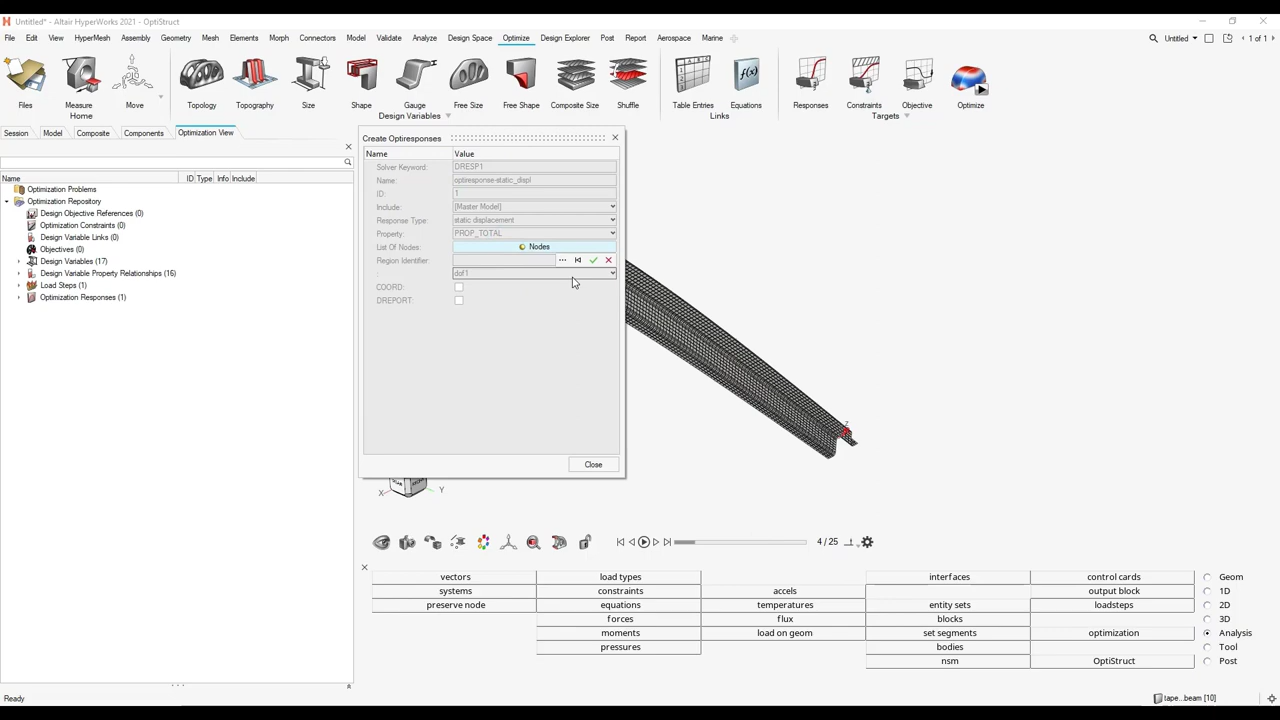 Untitled* - Altair HyperWorks 2021 - OptiStruct
File Edit View HyperMesh Assembly Geometry Mesh Elements Morph Connectors Model Validate Analyze Design Space Optimize Design Explorer Post Report Aerospace Marine Untitled 1 of 1
Files Measure Move Topology Topography Size Shape Gauge Free Size Free Shape Composite Size Shuffle Table Entries Equations Responses Constraints Objective Optimize
Home Design Variables Links Targets
Session Model Composite Components Optimization View
Name ID Type Info Include
Optimization Problems
Optimization Repository
Design Objective References (0)
Optimization Constraints (0)
Design Variable Links (0)
Objectives (0)
Design Variables (17)
Design Variable Property Relationships (16)
Load Steps (1)
Optimization Responses (1)
Create Optiresponses
Name Value
Solver Keyword: DRESP1
Name: optiresponse-static_displ
ID: 1
Include: [Master Model]
Response Type: static displacement
Property: PROP_TOTAL
List Of Nodes: Nodes
Region Identifier:
: dof1
COORD:
DREPORT:
Close
Z
X Y
4 / 25
vectors load types interfaces control cards Geom
systems constraints accels output block 1D
preserve node equations temperatures entity sets loadsteps 2D
forces flux blocks 3D
moments load on geom set segments optimization Analysis
pressures bodies Tool
nsm OptiStruct Post
Ready tape...beam [10]